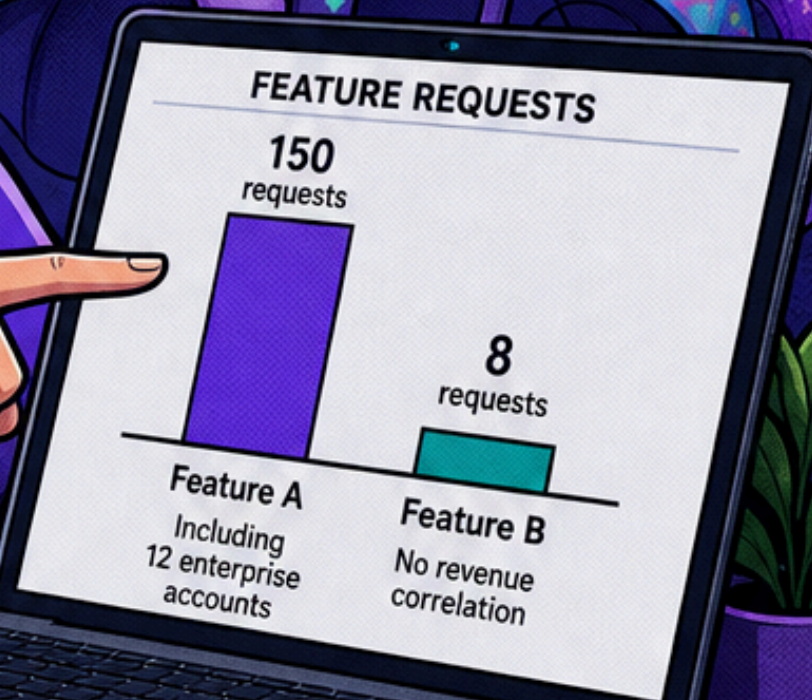 FEATURE REQUESTS
150
requests
8
requests
Feature A
Including
12 enterprise
accounts
Feature B
No revenue
correlation